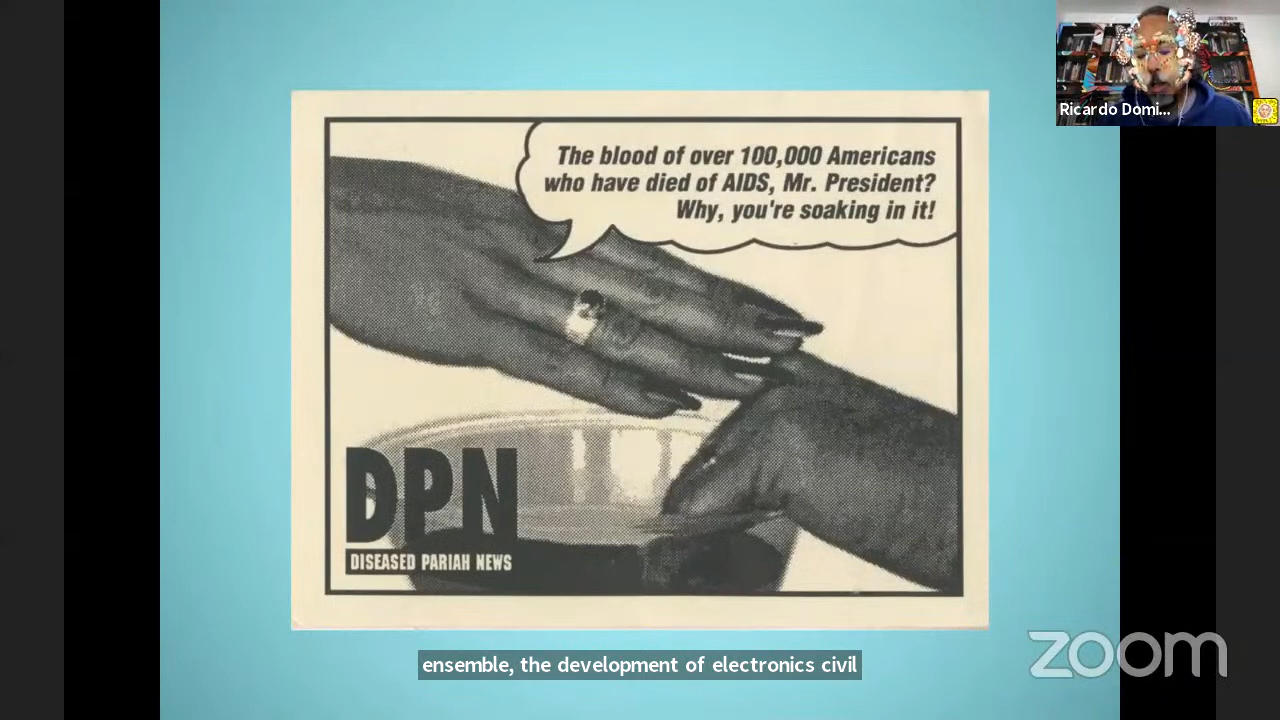 Ricardo Domi...
The blood of over 100,000 Americans
who have died of AIDS, Mr. President?
Why, you're soaking in it!
DPN
DISEASED PARIAH NEWS
ensemble, the development of electronics civil
zoom